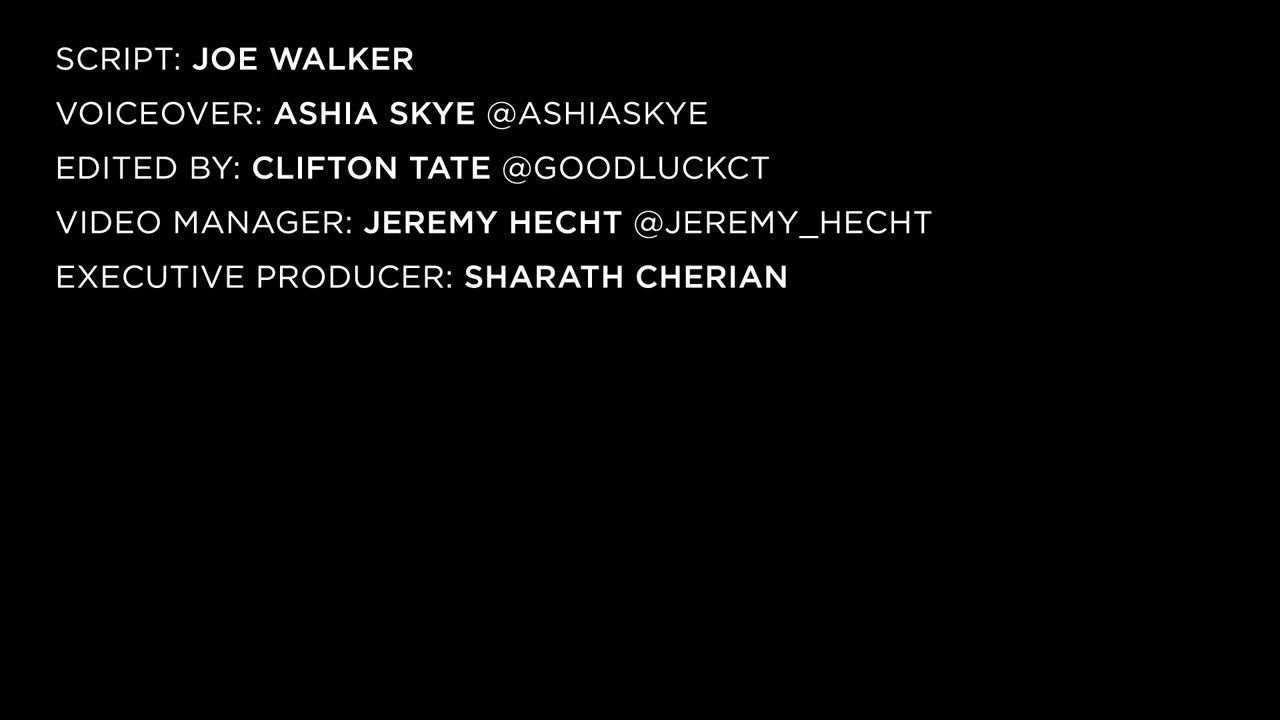 SCRIPT: JOE WALKER
VOICEOVER: ASHIA SKYE @ASHIASKYE
EDITED BY: CLIFTON TATE @GOODLUCKCT
VIDEO MANAGER: JEREMY HECHT @JEREMY_HECHT
EXECUTIVE PRODUCER: SHARATH CHERIAN